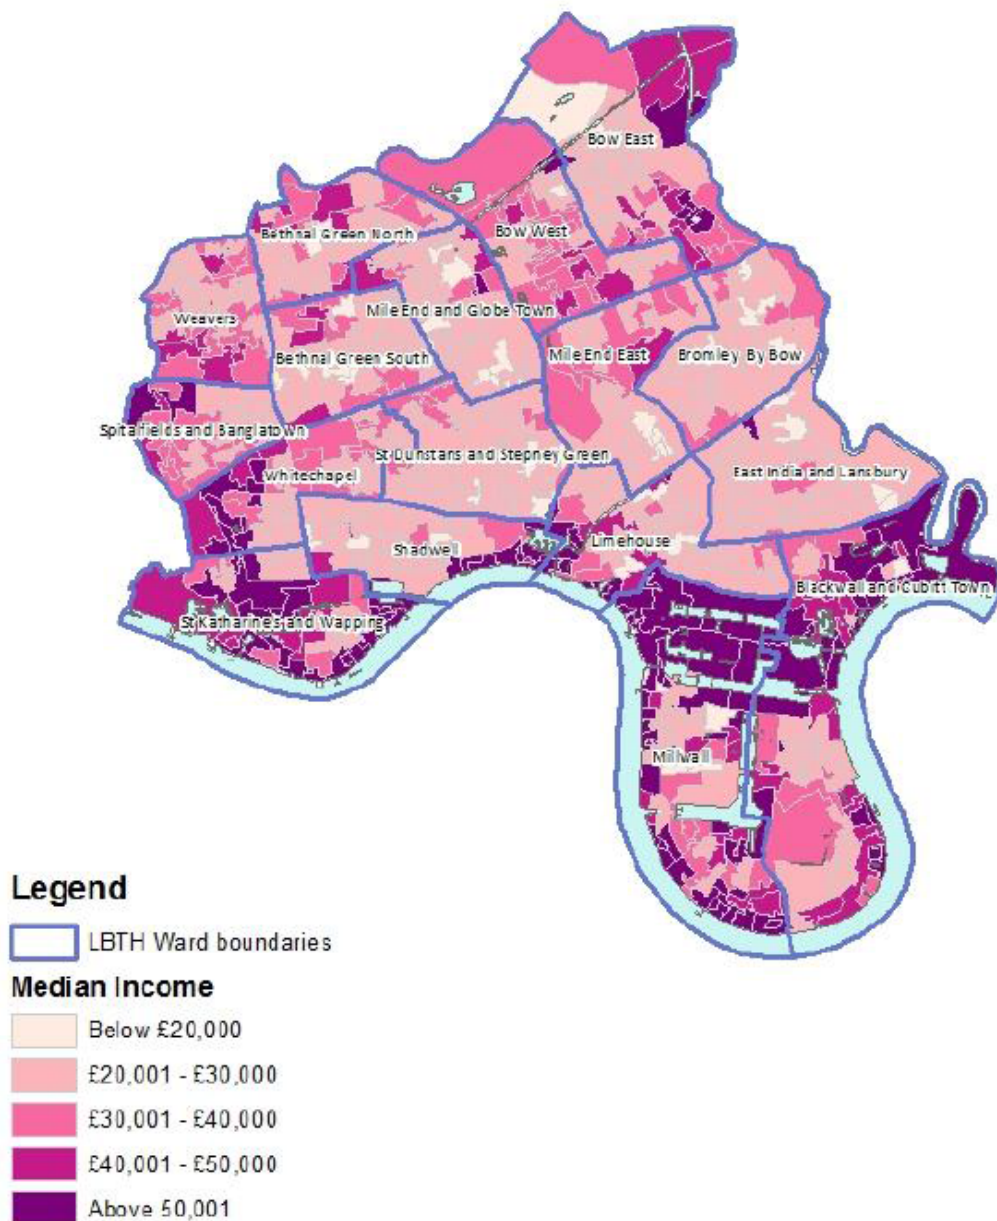 Bow East
Bethnal Green North
Bow West
Weavers
Mile End and Globe Town
Bethnal Green South
Mile End East
Bromley By Bow
Spitalfields and Banglatown
St Dunstans and Stepney Green
Whitechapel
East India and Lansbury
Shadwell
Limehouse
Blackwall and Cubitt Town
St Katharine's and Wapping
Millwall
Legend
LBTH Ward boundaries
Median Income
Below £20,000
£20,001 - £30,000
£30,001 - £40,000
£40,001 - £50,000
Above 50,001